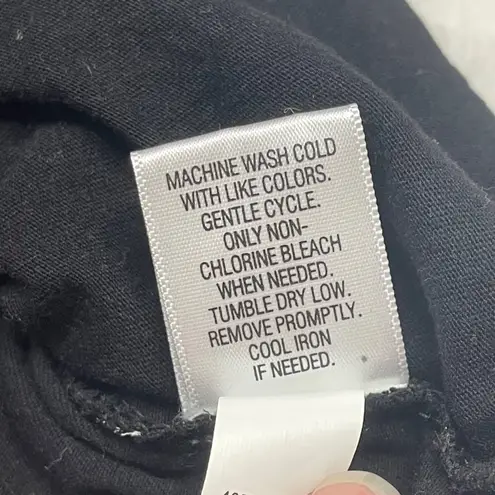 MACHINE WASH COLD
WITH LIKE COLORS.
GENTLE CYCLE.
ONLY NON-
CHLORINE BLEACH
WHEN NEEDED.
TUMBLE DRY LOW.
REMOVE PROMPTLY.
COOL IRON
IF NEEDED.